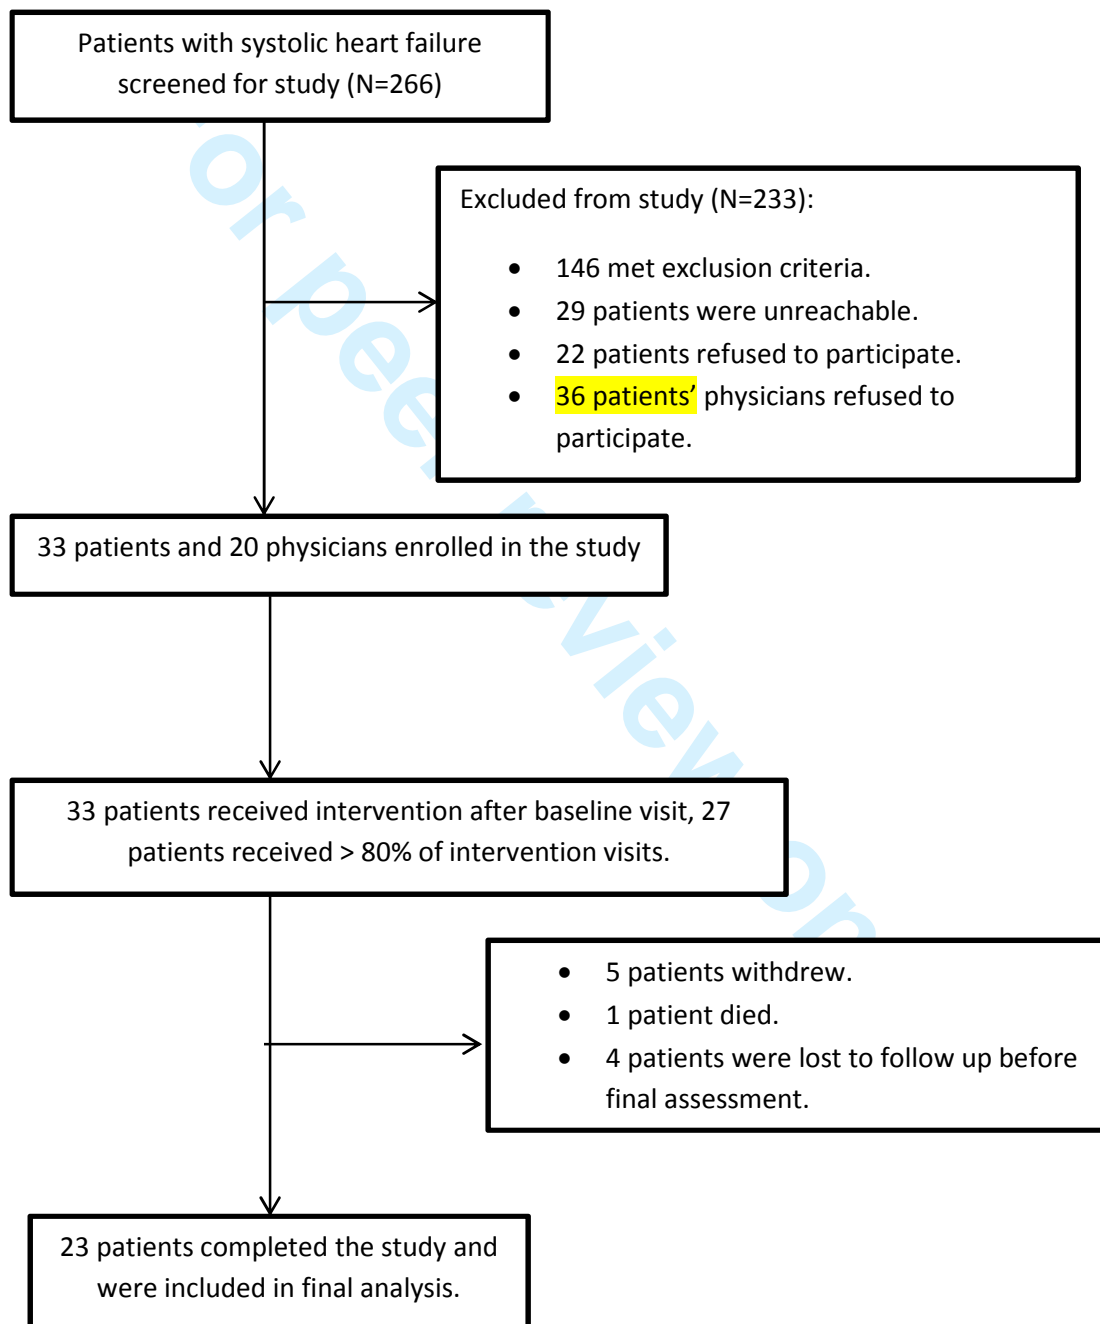 Patients with systolic heart failure
screened for study (N=266)
Excluded from study (N=233):
• 146 met exclusion criteria.
• 29 patients were unreachable.
• 22 patients refused to participate.
• 36 patients’ physicians refused to
participate.
33 patients and 20 physicians enrolled in the study
33 patients received intervention after baseline visit, 27
patients received > 80% of intervention visits.
• 5 patients withdrew.
• 1 patient died.
• 4 patients were lost to follow up before
final assessment.
23 patients completed the study and
were included in final analysis.
or peer review on